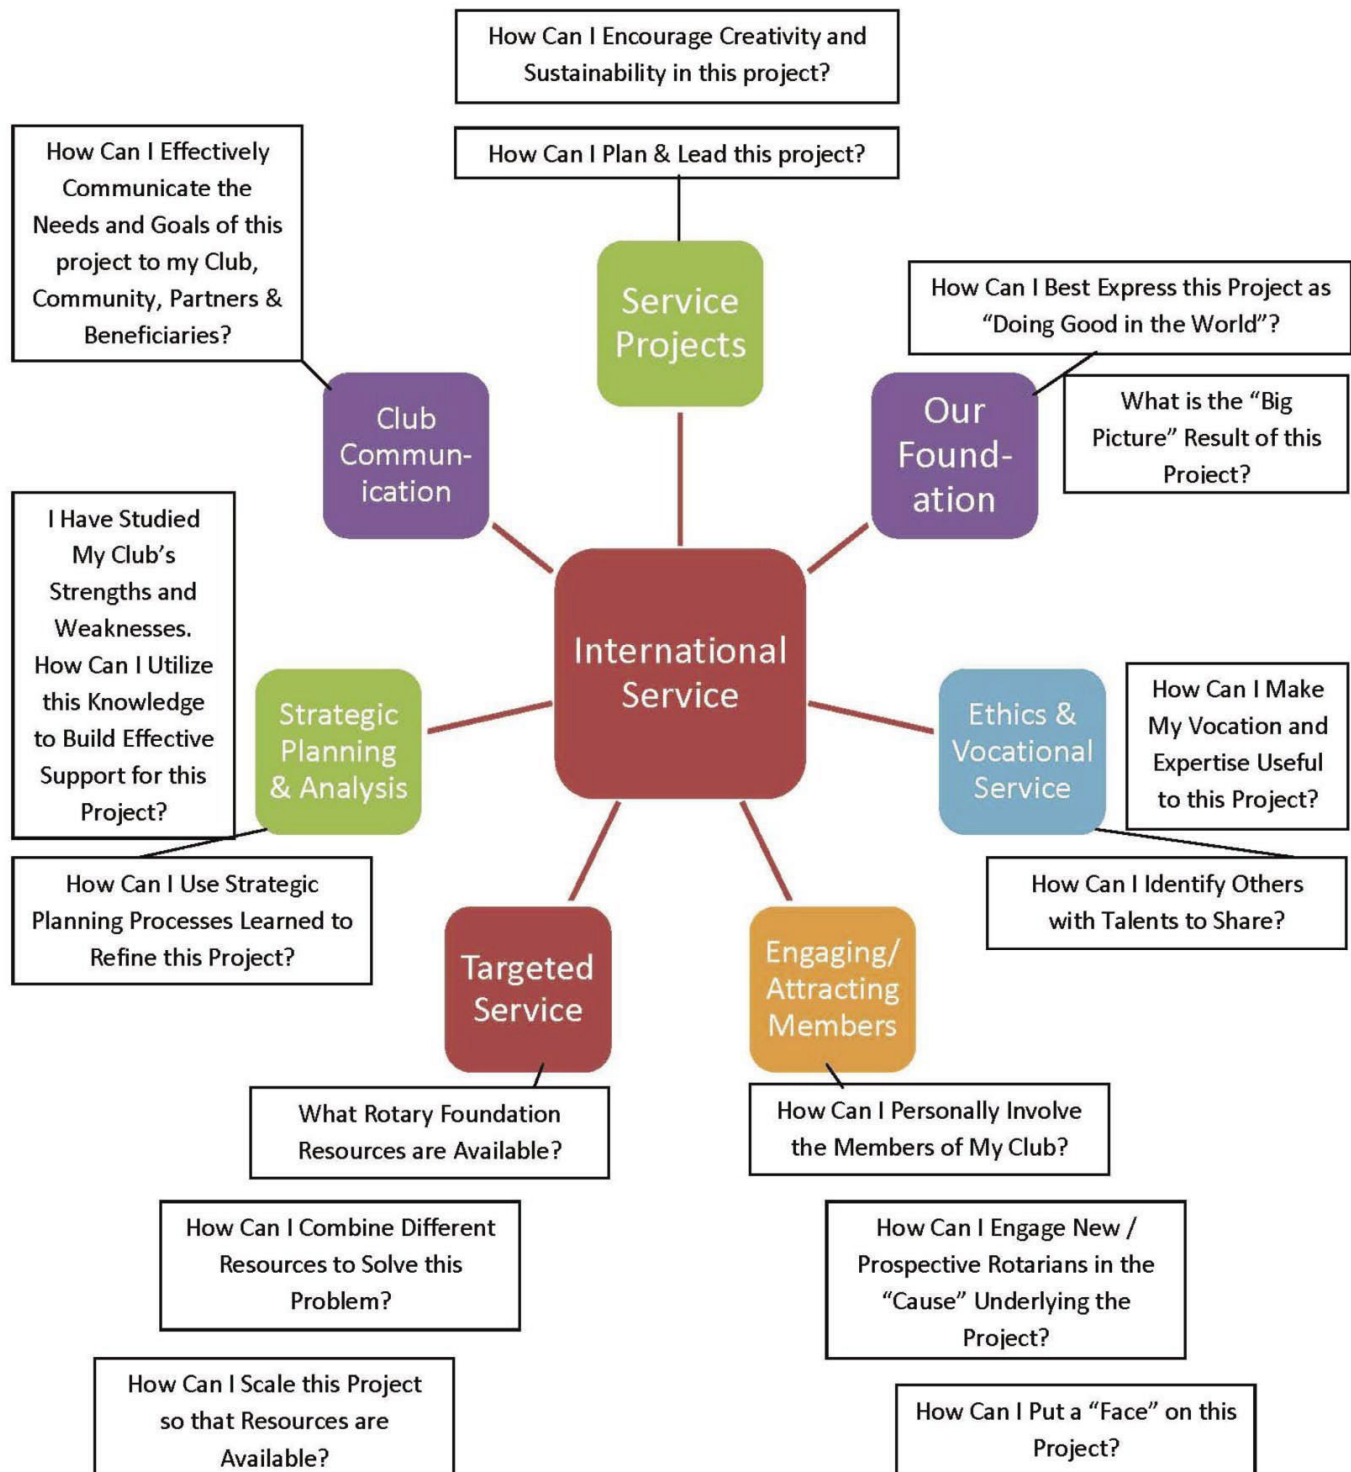 How Can I Encourage Creativity and
Sustainability in this project?
How Can I Plan & Lead this project?
Service
Projects
How Can I Effectively
Communicate the
Needs and Goals of this
project to my Club,
Community, Partners &
Beneficiaries?
Club
Commun-
ication
How Can I Best Express this Project as
“Doing Good in the World”?
What is the “Big
Picture” Result of this
Project?
Our
Found-
ation
International
Service
I Have Studied
My Club’s
Strengths and
Weaknesses.
How Can I Utilize
this Knowledge
to Build Effective
Support for this
Project?
Strategic
Planning
& Analysis
How Can I Use Strategic
Planning Processes Learned to
Refine this Project?
Ethics &
Vocational
Service
How Can I Make
My Vocation and
Expertise Useful
to this Project?
How Can I Identify Others
with Talents to Share?
Targeted
Service
What Rotary Foundation
Resources are Available?
How Can I Combine Different
Resources to Solve this
Problem?
How Can I Scale this Project
so that Resources are
Available?
Engaging/
Attracting
Members
How Can I Personally Involve
the Members of My Club?
How Can I Engage New /
Prospective Rotarians in the
“Cause” Underlying the
Project?
How Can I Put a “Face” on this
Project?